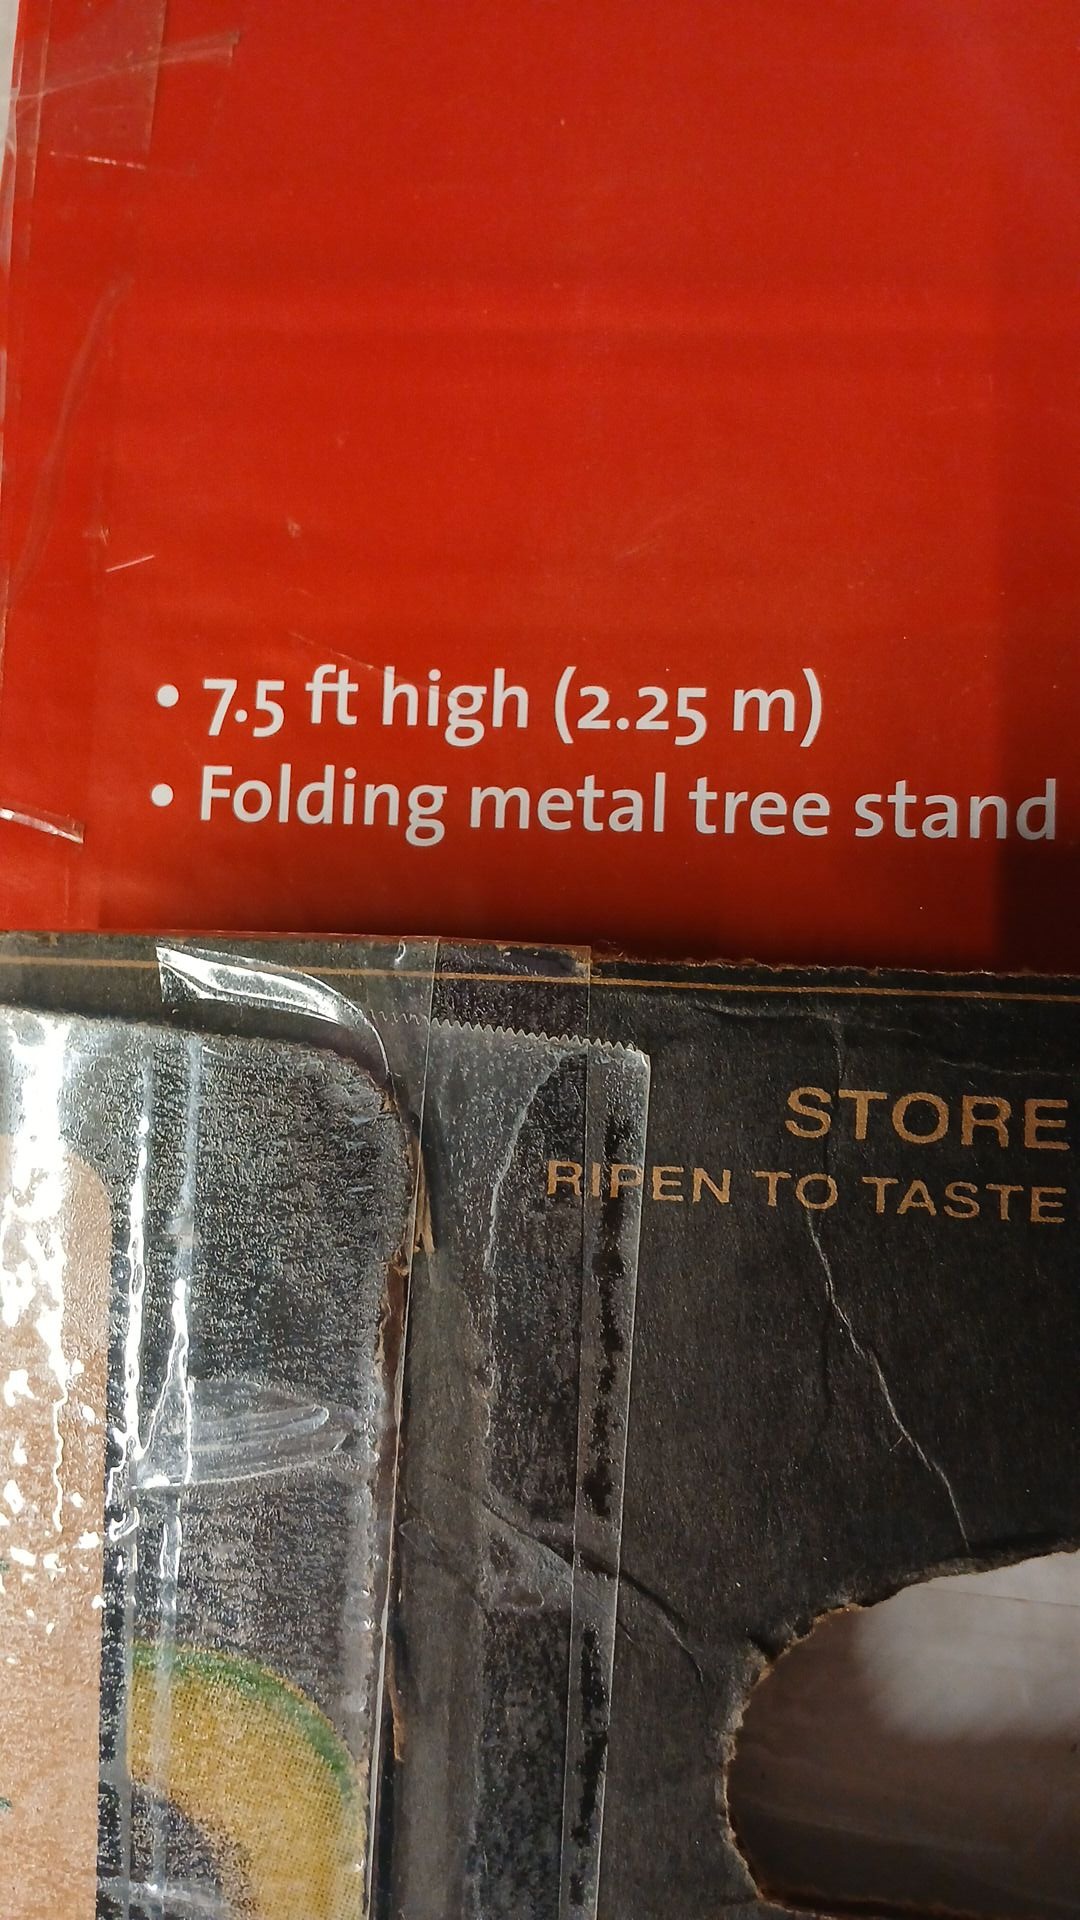 • 7.5 ft high (2.25 m)
• Folding metal tree stand
STORE
RIPEN TO TASTE